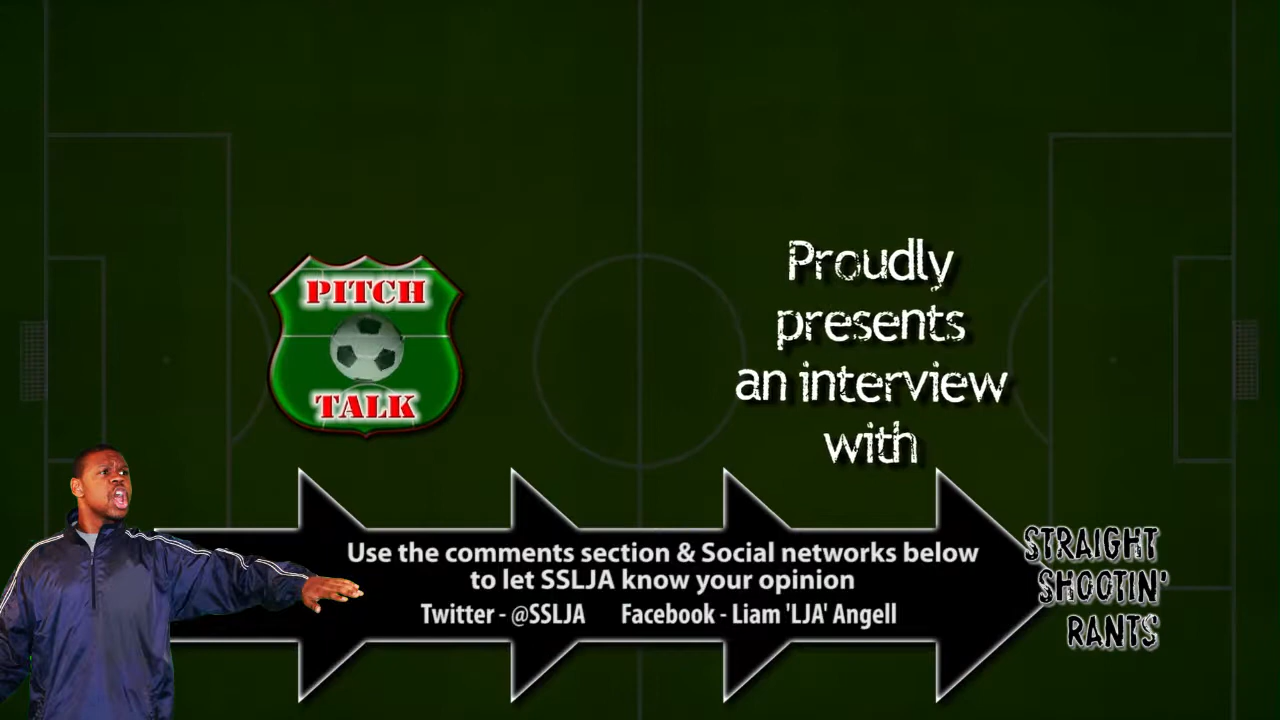 PITCH
TALK
Proudly
presents
an interview
with
Use the comments section & Social networks below
to let SSLJA know your opinion
Twitter - @SSLJA Facebook - Liam 'LJA' Angell
STRAIGHT
SHOOTIN'
RANTS